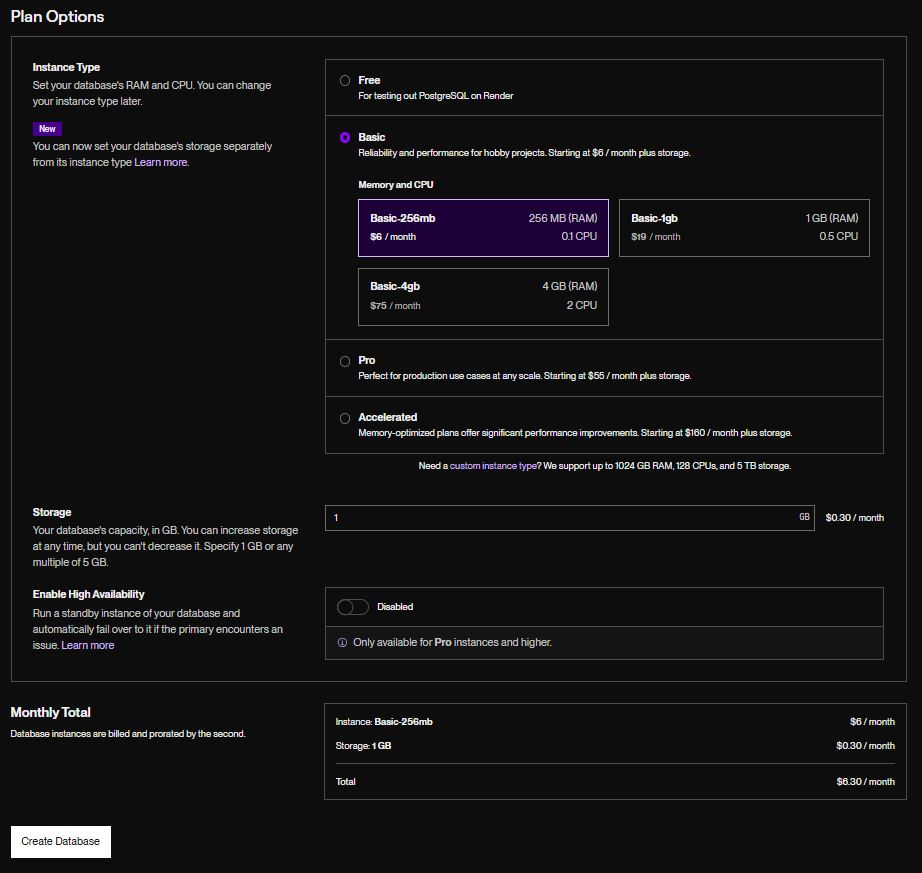 Plan Options
Instance Type
Set your database's RAM and CPU. You can change
your instance type later.
New
You can now set your database's storage separately
from its instance type Learn more.
Free
For testing out PostgreSQL on Render
Basic
Reliability and performance for hobby projects. Starting at $6 / month plus storage.
Memory and CPU
Basic-256mb 256 MB (RAM)
$6 / month 0.1 CPU
Basic-1gb 1 GB (RAM)
$19 / month 0.5 CPU
Basic-4gb 4 GB (RAM)
$75 / month 2 CPU
Pro
Perfect for production use cases at any scale. Starting at $55 / month plus storage.
Accelerated
Memory-optimized plans offer significant performance improvements. Starting at $160 / month plus storage.
Need a custom instance type? We support up to 1024 GB RAM, 128 CPUs, and 5 TB storage.
Storage
Your database's capacity, in GB. You can increase storage
at any time, but you can't decrease it. Specify 1 GB or any
multiple of 5 GB.
1 GB $0.30 / month
Enable High Availability
Run a standby instance of your database and
automatically fail over to it if the primary encounters an
issue. Learn more
Disabled
Only available for Pro instances and higher.
Monthly Total
Database instances are billed and prorated by the second.
Instance: Basic-256mb $6 / month
Storage: 1 GB $0.30 / month
Total $6.30 / month
Create Database